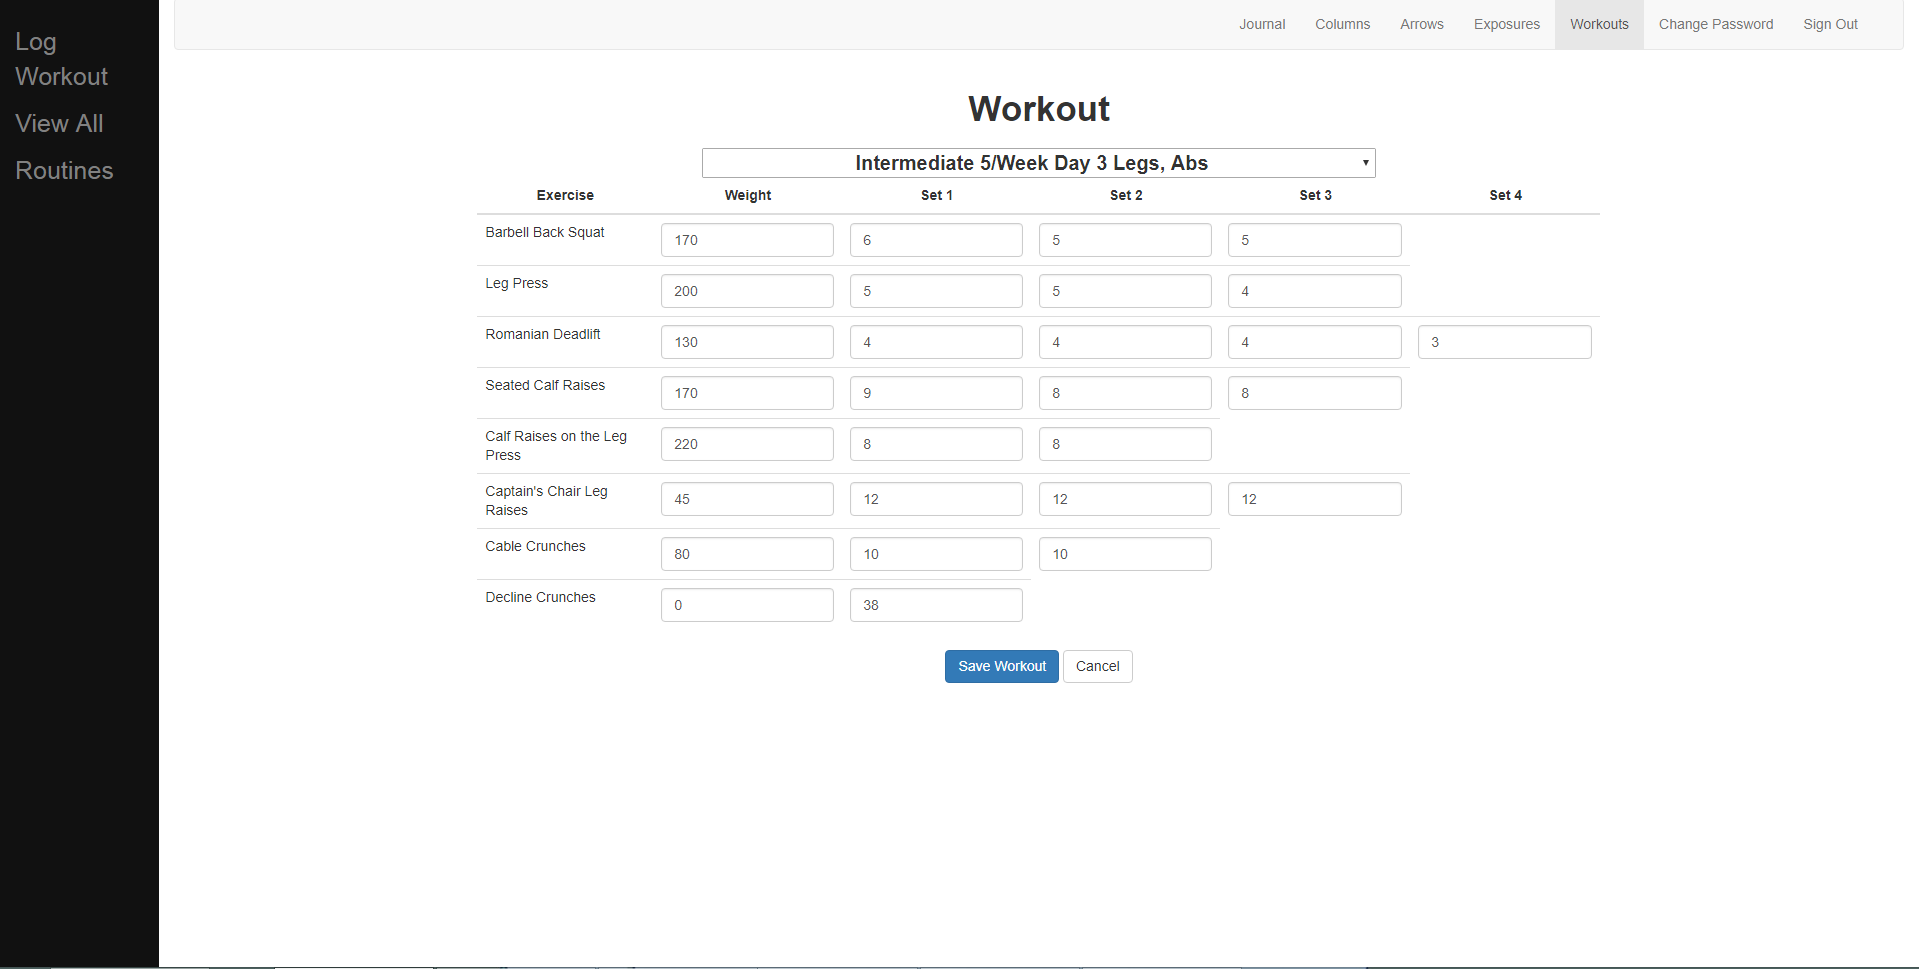 Log
Workout
View All
Routines
Journal Columns Arrows Exposures Workouts Change Password Sign Out
Workout
Intermediate 5/Week Day 3 Legs, Abs
Exercise Weight Set 1 Set 2 Set 3 Set 4
Barbell Back Squat 170 6 5 5
Leg Press 200 5 5 4
Romanian Deadlift 130 4 4 4 3
Seated Calf Raises 170 9 8 8
Calf Raises on the Leg
Press 220 8 8
Captain's Chair Leg
Raises 45 12 12 12
Cable Crunches 80 10 10
Decline Crunches 0 38
Save Workout Cancel